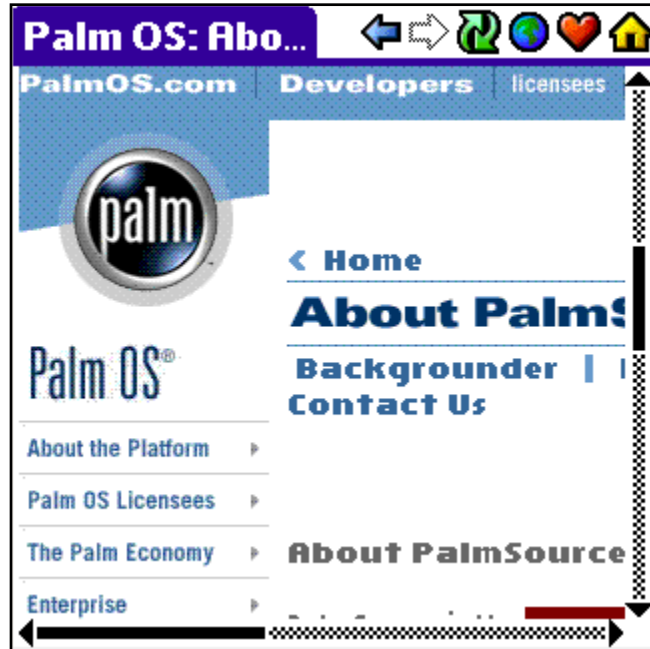 Palm OS: Abo...
PalmOS.com Developers licensees
palm
< Home
About PalmS
Palm OS®
Backgrounder |
Contact Us
About the Platform
Palm OS Licensees
The Palm Economy
About PalmSource
Enterprise